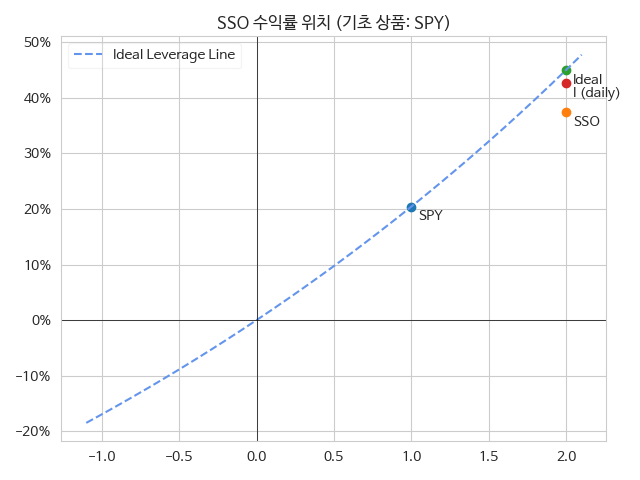 SSO 수익률 위치 (기초 상품: SPY)
Ideal Leverage Line
50%
40%
30%
20%
10%
0%
−10%
−20%
Ideal
I (daily)
SSO
SPY
−1.0
−0.5
0.0
0.5
1.0
1.5
2.0